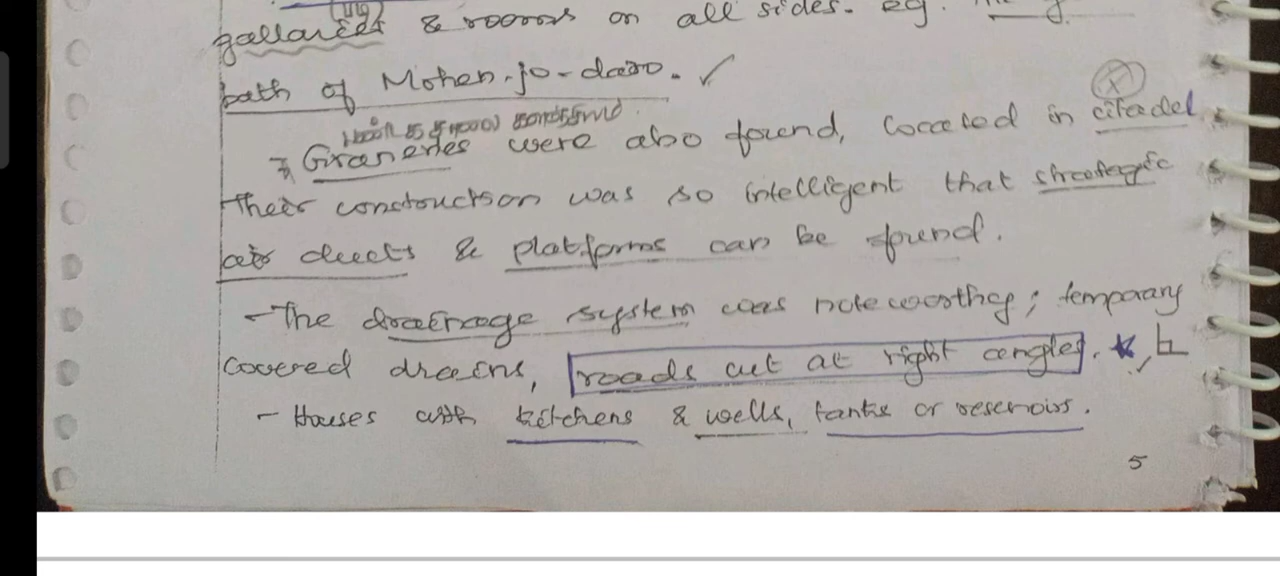 gallaries & rooms on all sides. eg.
bath of Mohen-jo-daro. ✓
Graneries were also found, located in citadel
Their construction was so intelligent that strategic
air ducts & platforms can be found.
- The drainage system was noteworthy; temporary
covered drains, roads cut at right angles.
- Houses with kitchens & wells, tanks or reservoirs.
5